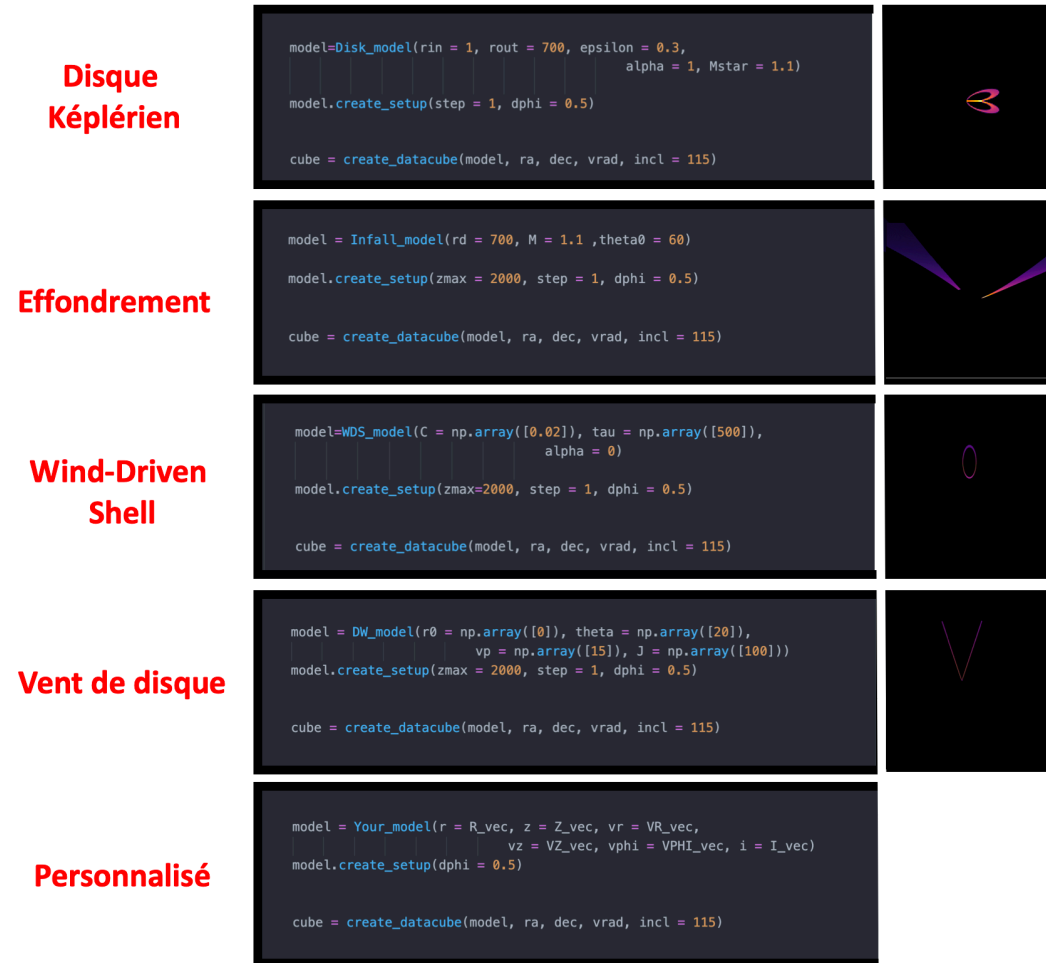 Disque
Képlérien
model=Disk_model(rin = 1, rout = 700, epsilon = 0.3,
alpha = 1, Mstar = 1.1)
model.create_setup(step = 1, dphi = 0.5)
cube = create_datacube(model, ra, dec, vrad, incl = 115)
Effondrement
model = Infall_model(rd = 700, M = 1.1 ,theta0 = 60)
model.create_setup(zmax = 2000, step = 1, dphi = 0.5)
cube = create_datacube(model, ra, dec, vrad, incl = 115)
Wind-Driven
Shell
model=WDS_model(C = np.array([0.02]), tau = np.array([500]),
alpha = 0)
model.create_setup(zmax=2000, step = 1, dphi = 0.5)
cube = create_datacube(model, ra, dec, vrad, incl = 115)
Vent de disque
model = DW_model(r0 = np.array([0]), theta = np.array([20]),
vp = np.array([15]), J = np.array([100]))
model.create_setup(zmax = 2000, step = 1, dphi = 0.5)
cube = create_datacube(model, ra, dec, vrad, incl = 115)
Personnalisé
model = Your_model(r = R_vec, z = Z_vec, vr = VR_vec,
vz = VZ_vec, vphi = VPHI_vec, i = I_vec)
model.create_setup(dphi = 0.5)
cube = create_datacube(model, ra, dec, vrad, incl = 115)